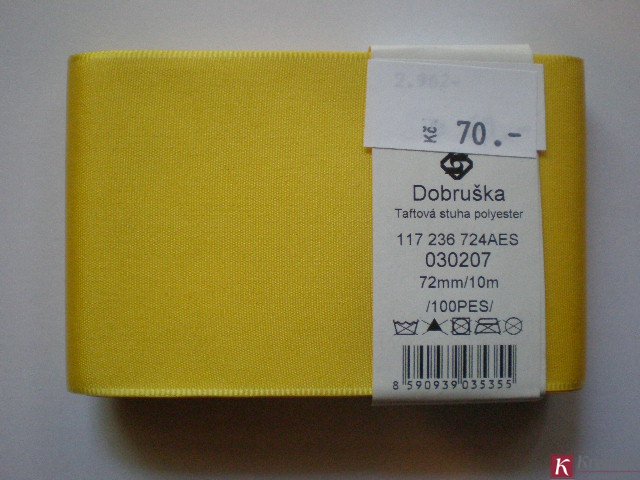 Kč 70.-
Dobruška
Taftová stuha polyester
117 236 724AES
030207
72mm/10m
/100PES/
8 590939 035355
K